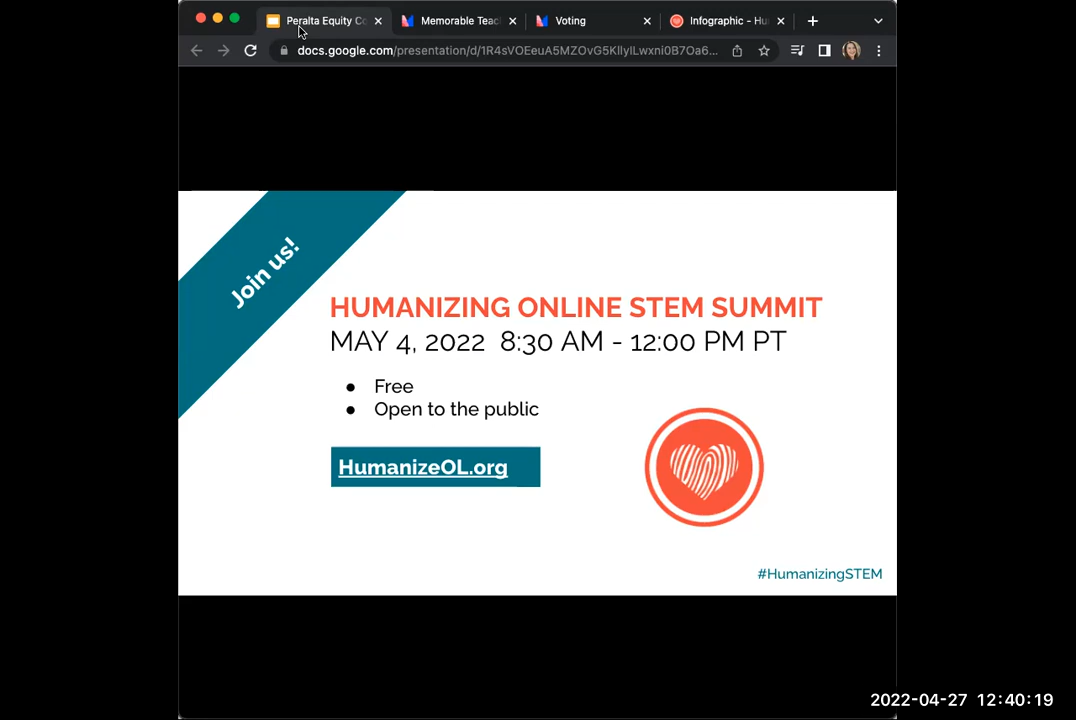 Peralta Equity Co
Memorable Teac
Voting
Infographic - Hu
docs.google.com/presentation/d/1R4sVOEeuA5MZOvG5KIlylLwxni0B7Oa6...
Join us!
HUMANIZING ONLINE STEM SUMMIT
MAY 4, 2022 8:30 AM - 12:00 PM PT
● Free
● Open to the public
HumanizeOL.org
#HumanizingSTEM
2022-04-27 12:40:19